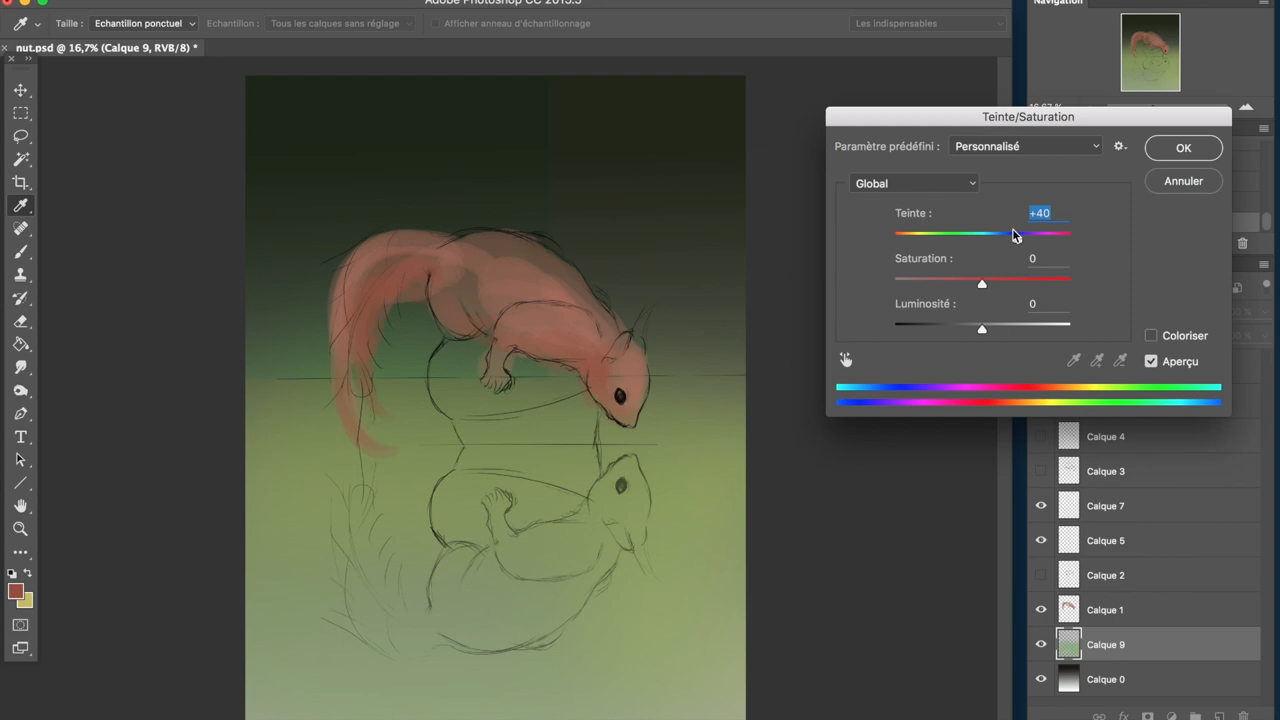 Adobe Photoshop CC 2015.5
Navigation
Taille : Echantillon ponctuel Echantillon : Tous les calques sans réglage Afficher anneau d'échantillonnage Les indispensables
nut.psd @ 16,7% (Calque 9, RVB/8) *
16,67 %
Teinte/Saturation
Paramètre prédéfini : Personnalisé
OK
Global
Annuler
Teinte : +40
Saturation : 0
Luminosité : 0
Coloriser
Aperçu
Calque 4
Calque 3
Calque 7
Calque 5
Calque 2
Calque 1
Calque 9
Calque 0
T
fx